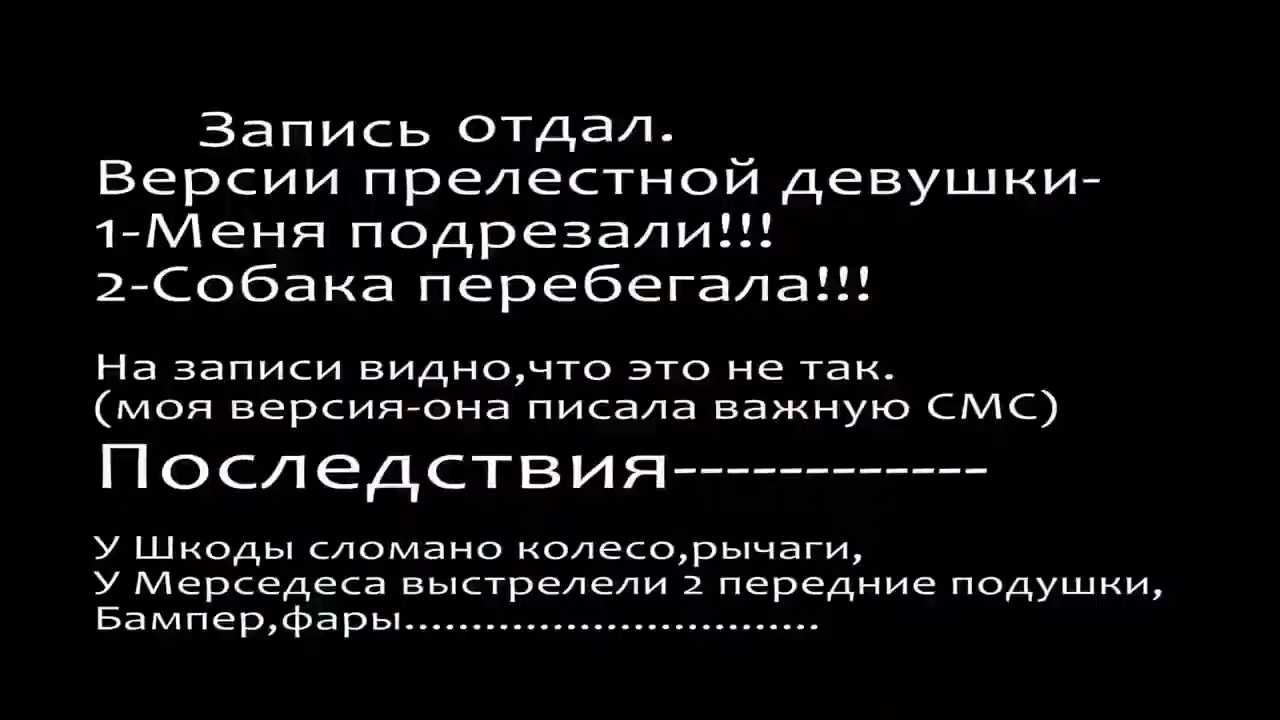 Запись отдал.
Версии прелестной девушки-
1-Меня подрезали!!!
2-Собака перебегала!!!
На записи видно,что это не так.
(моя версия-она писала важную СМС)
Последствия------------
У Шкоды сломано колесо,рычаги,
У Мерседеса выстрелели 2 передние подушки,
Бампер,фары...............................